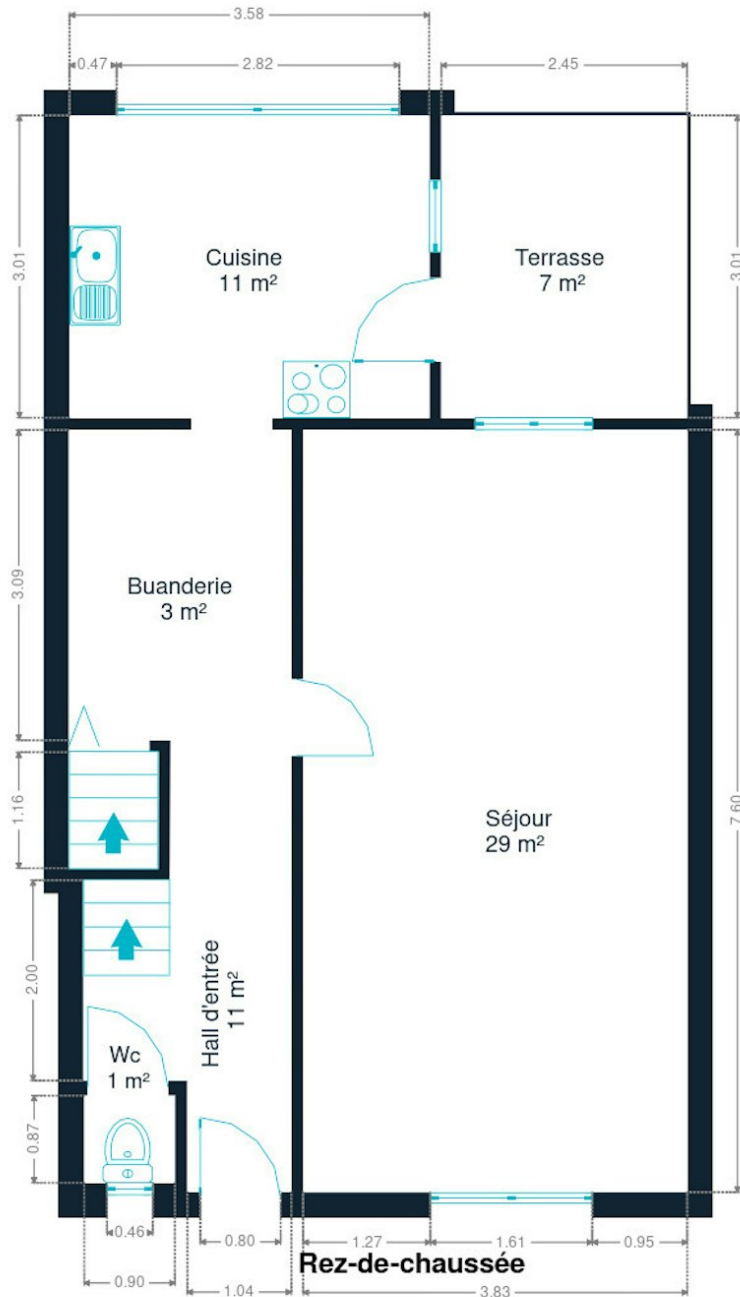 3.58
0.47
2.82
2.45
3.01
3.01
Cuisine
11 m²
Terrasse
7 m²
3.09
Buanderie
3 m²
1.16
Séjour
29 m²
7.60
2.00
Hall d'entrée
11 m²
Wc
1 m²
0.87
0.46
0.80
1.27
1.61
0.95
Rez-de-chaussée
0.90
1.04
3.83